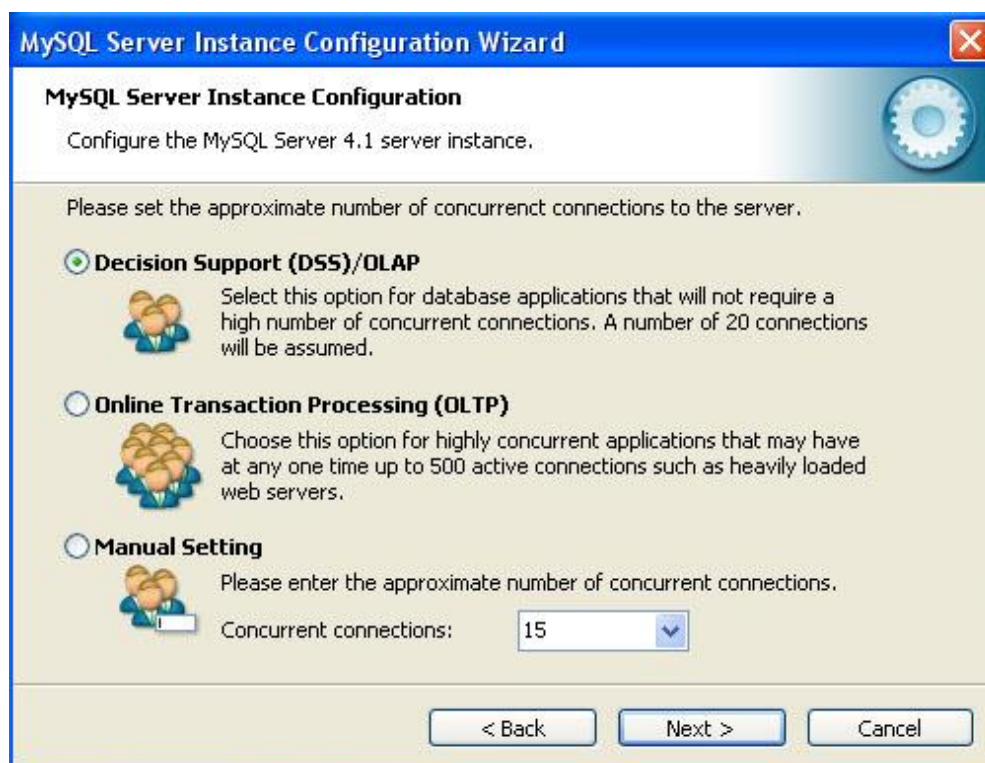 MySQL Server Instance Configuration Wizard
MySQL Server Instance Configuration
Configure the MySQL Server 4.1 server instance.
Please set the approximate number of concurrenct connections to the server.
Decision Support (DSS)/OLAP
Select this option for database applications that will not require a
high number of concurrent connections. A number of 20 connections
will be assumed.
Online Transaction Processing (OLTP)
Choose this option for highly concurrent applications that may have
at any one time up to 500 active connections such as heavily loaded
web servers.
Manual Setting
Please enter the approximate number of concurrent connections.
Concurrent connections: 15
< Back Next > Cancel